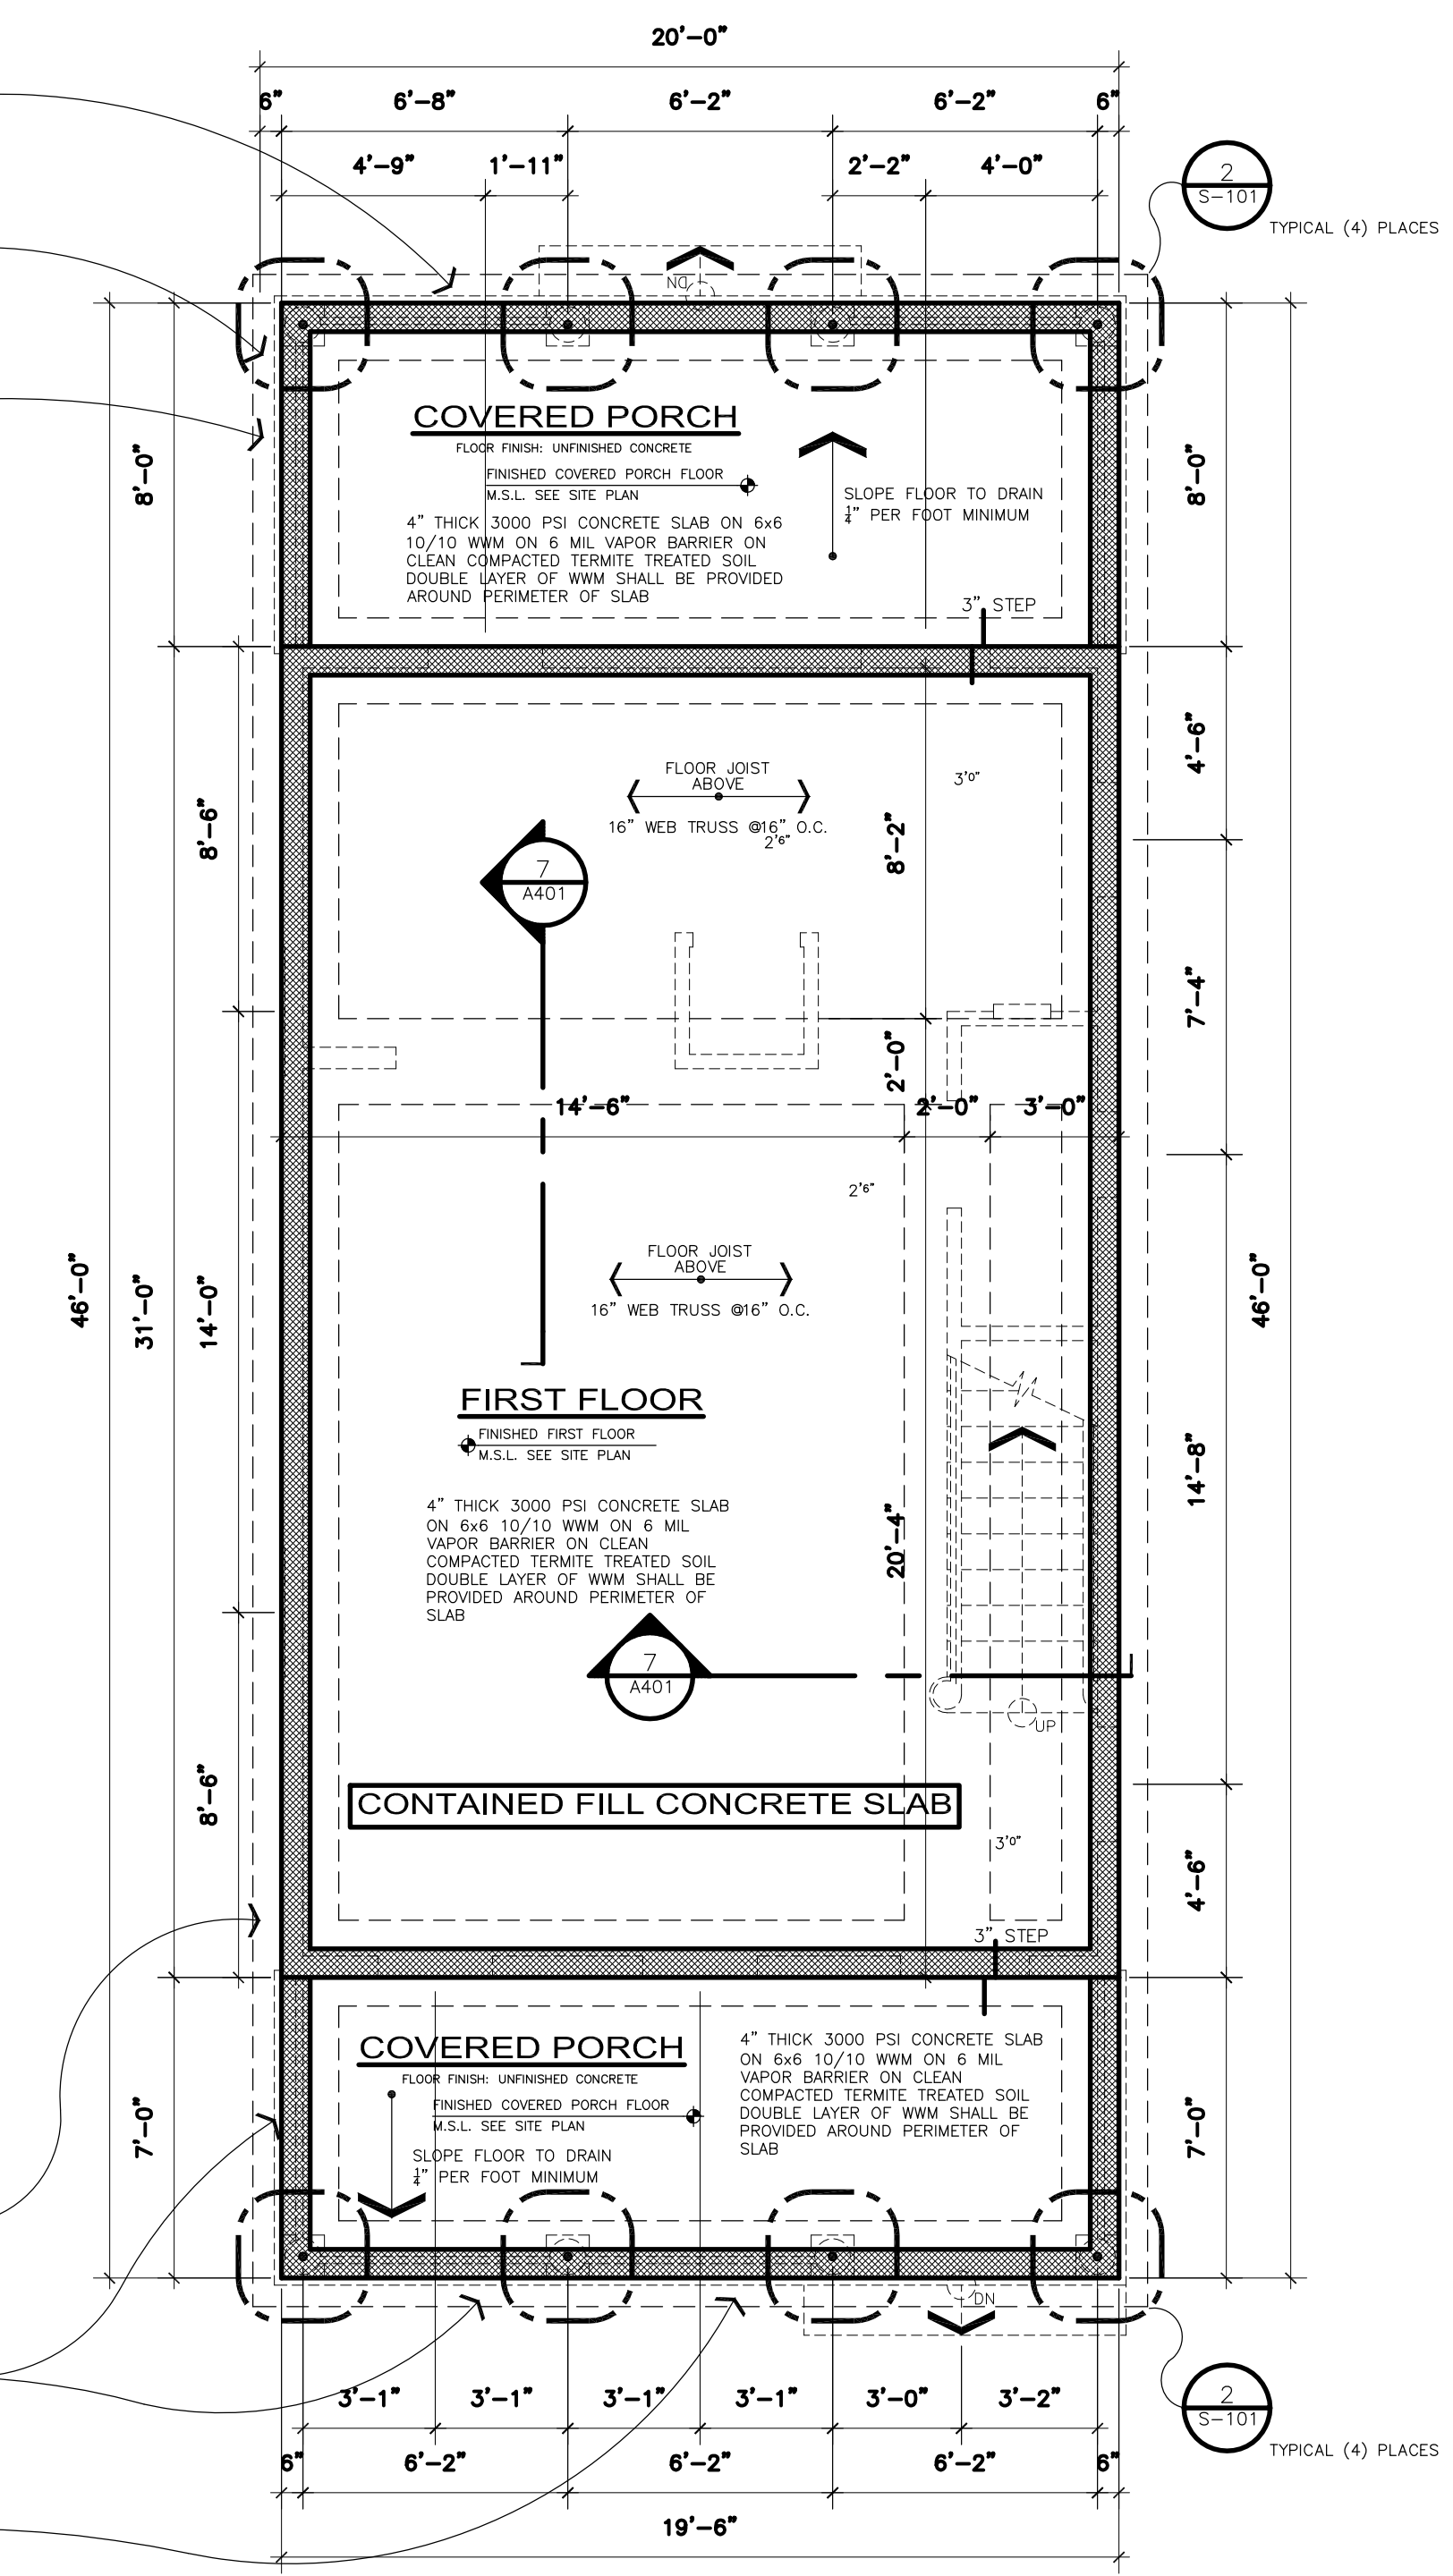 20'-0"
6" 6'-8" 6'-2" 6'-2" 6"
4'-9" 1'-11" 2'-2" 4'-0"
2
S-101
TYPICAL (4) PLACES
DN
COVERED PORCH
FLOOR FINISH: UNFINISHED CONCRETE
FINISHED COVERED PORCH FLOOR
M.S.L. SEE SITE PLAN
4" THICK 3000 PSI CONCRETE SLAB ON 6x6
10/10 WWM ON 6 MIL VAPOR BARRIER ON
CLEAN COMPACTED TERMITE TREATED SOIL
DOUBLE LAYER OF WWM SHALL BE PROVIDED
AROUND PERIMETER OF SLAB
SLOPE FLOOR TO DRAIN
1/4" PER FOOT MINIMUM
8'-0"
8'-0"
3" STEP
4'-6"
FLOOR JOIST
ABOVE
16" WEB TRUSS @16" O.C.
3'0"
2'6"
8'-6"
8'-2"
7
A401
7'-4"
2'-0"
14'-6" 2'-0" 3'-0"
2'6"
FLOOR JOIST
ABOVE
16" WEB TRUSS @16" O.C.
46'-0"
31'-0"
14'-0"
46'-0"
FIRST FLOOR
FINISHED FIRST FLOOR
M.S.L. SEE SITE PLAN
14'-8"
4" THICK 3000 PSI CONCRETE SLAB
ON 6x6 10/10 WWM ON 6 MIL
VAPOR BARRIER ON CLEAN
COMPACTED TERMITE TREATED SOIL
DOUBLE LAYER OF WWM SHALL BE
PROVIDED AROUND PERIMETER OF
SLAB
20'-4"
7
A401
UP
8'-6"
CONTAINED FILL CONCRETE SLAB
3'0"
4'-6"
3" STEP
COVERED PORCH
FLOOR FINISH: UNFINISHED CONCRETE
FINISHED COVERED PORCH FLOOR
M.S.L. SEE SITE PLAN
SLOPE FLOOR TO DRAIN
1/4" PER FOOT MINIMUM
4" THICK 3000 PSI CONCRETE SLAB
ON 6x6 10/10 WWM ON 6 MIL
VAPOR BARRIER ON CLEAN
COMPACTED TERMITE TREATED SOIL
DOUBLE LAYER OF WWM SHALL BE
PROVIDED AROUND PERIMETER OF
SLAB
7'-0"
7'-0"
DN
3'-1" 3'-1" 3'-1" 3'-1" 3'-0" 3'-2"
2
S-101
TYPICAL (4) PLACES
6" 6'-2" 6'-2" 6'-2" 6"
19'-6"